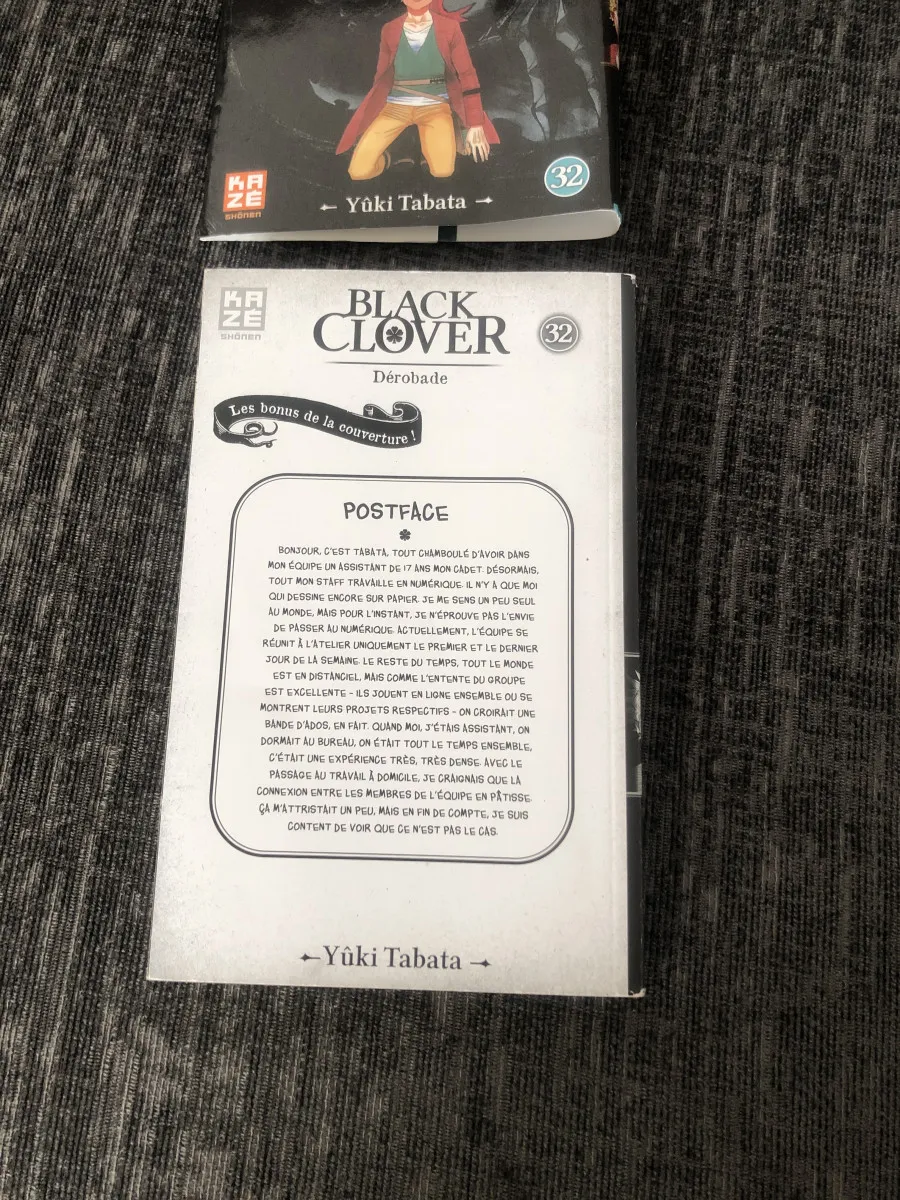 KA
ZÉ
SHÔNEN
Yûki Tabata
32
KA
ZÉ
SHÔNEN
BLACK
CLOVER
32
Dérobade
Les bonus de la couverture !
POSTFACE
BONJOUR, C'EST TABATA, TOUT CHAMBOULÉ D'AVOIR DANS
MON ÉQUIPE UN ASSISTANT DE 17 ANS MON CADET. DÉSORMAIS,
TOUT MON STAFF TRAVAILLE EN NUMÉRIQUE. IL N'Y A QUE MOI
QUI DESSINE ENCORE SUR PAPIER. JE ME SENS UN PEU SEUL
AU MONDE, MAIS POUR L'INSTANT, JE N'ÉPROUVE PAS L'ENVIE
DE PASSER AU NUMÉRIQUE. ACTUELLEMENT, L'ÉQUIPE SE
RÉUNIT À L'ATELIER UNIQUEMENT LE PREMIER ET LE DERNIER
JOUR DE LA SEMAINE. LE RESTE DU TEMPS, TOUT LE MONDE
EST EN DISTANCIEL, MAIS COMME L'ENTENTE DU GROUPE
EST EXCELLENTE - ILS JOUENT EN LIGNE ENSEMBLE OU SE
MONTRENT LEURS PROJETS RESPECTIFS - ON CROIRAIT UNE
BANDE D'ADOS, EN FAIT. QUAND MOI, J'ÉTAIS ASSISTANT, ON
DORMAIT AU BUREAU, ON ÉTAIT TOUT LE TEMPS ENSEMBLE,
C'ÉTAIT UNE EXPÉRIENCE TRÈS, TRÈS DENSE. AVEC LE
PASSAGE AU TRAVAIL À DOMICILE, JE CRAIGNAIS QUE LA
CONNEXION ENTRE LES MEMBRES DE L'ÉQUIPE EN PÂTISSE.
ÇA M'ATTRISTAIT UN PEU, MAIS EN FIN DE COMPTE, JE SUIS
CONTENT DE VOIR QUE CE N'EST PAS LE CAS.
Yûki Tabata